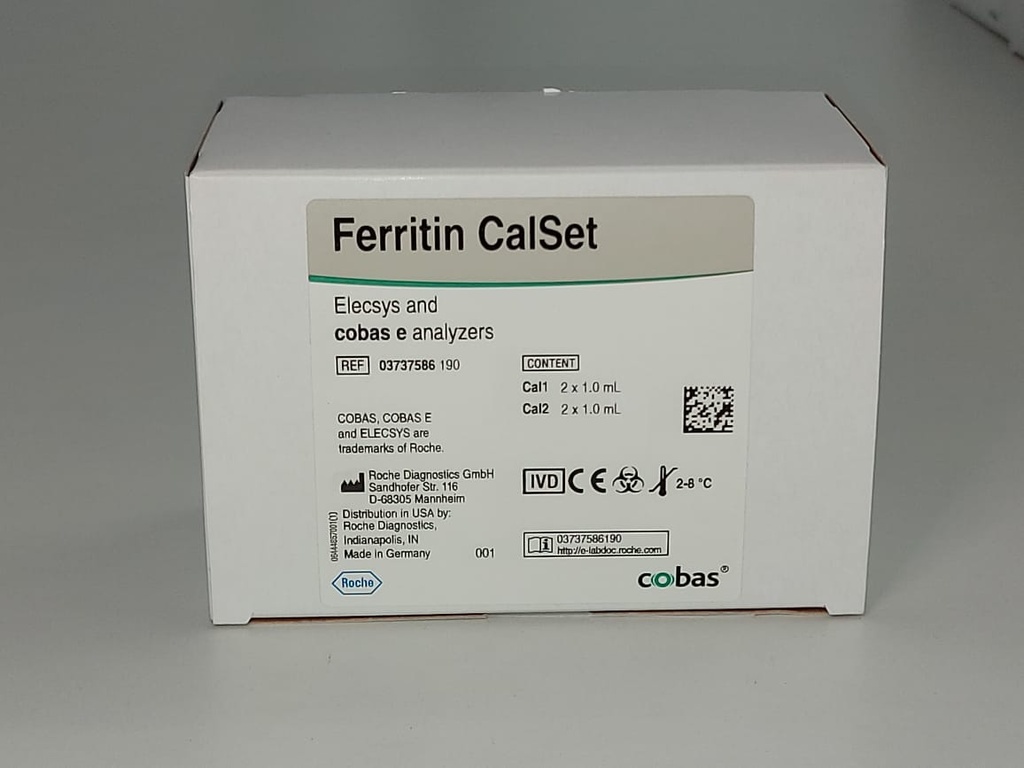 Ferritin CalSet
Elecsys and
cobas e analyzers
REF 03737586 190
CONTENT
Cal1 2 x 1.0 mL
Cal2 2 x 1.0 mL
COBAS, COBAS E
and ELECSYS are
trademarks of Roche.
Roche Diagnostics GmbH
Sandhofer Str. 116
D-68305 Mannheim
Distribution in USA by:
Roche Diagnostics,
Indianapolis, IN
Made in Germany 001
IVD CE 2-8 °C
03737586190
http://e-labdoc.roche.com
Roche
cobas®